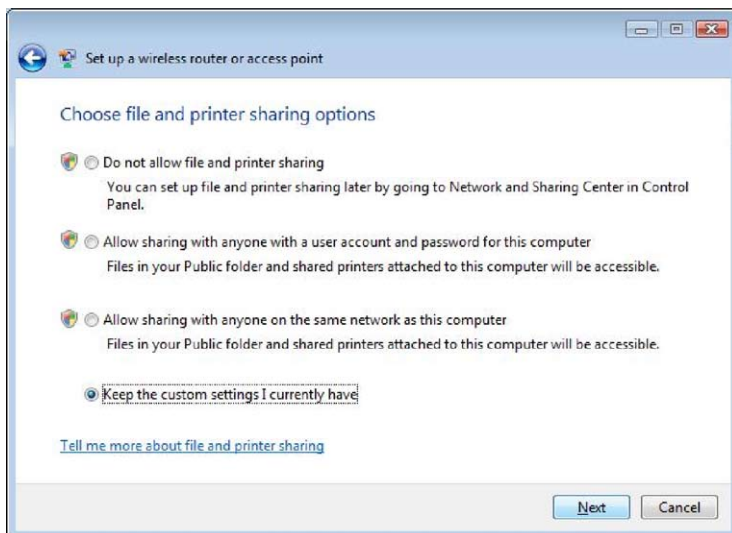 Set up a wireless router or access point
Choose file and printer sharing options
Do not allow file and printer sharing
You can set up file and printer sharing later by going to Network and Sharing Center in Control
Panel.
Allow sharing with anyone with a user account and password for this computer
Files in your Public folder and shared printers attached to this computer will be accessible.
Allow sharing with anyone on the same network as this computer
Files in your Public folder and shared printers attached to this computer will be accessible.
Keep the custom settings I currently have
Tell me more about file and printer sharing
Next Cancel